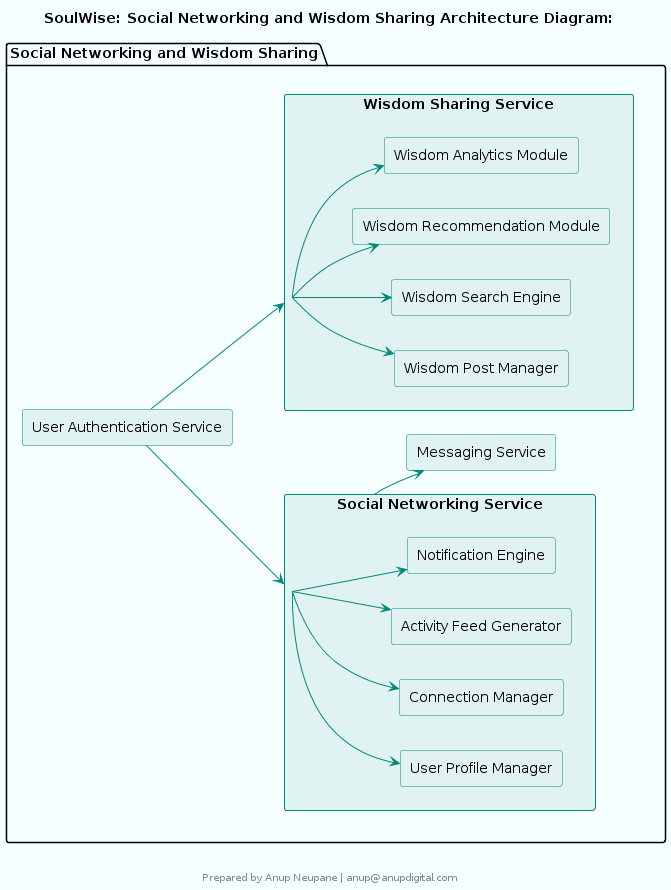 SoulWise: Social Networking and Wisdom Sharing Architecture Diagram:
Social Networking and Wisdom Sharing
Wisdom Sharing Service
Wisdom Analytics Module
Wisdom Recommendation Module
Wisdom Search Engine
Wisdom Post Manager
User Authentication Service
Messaging Service
Social Networking Service
Notification Engine
Activity Feed Generator
Connection Manager
User Profile Manager
Prepared by Anup Neupane | anup@anupdigital.com